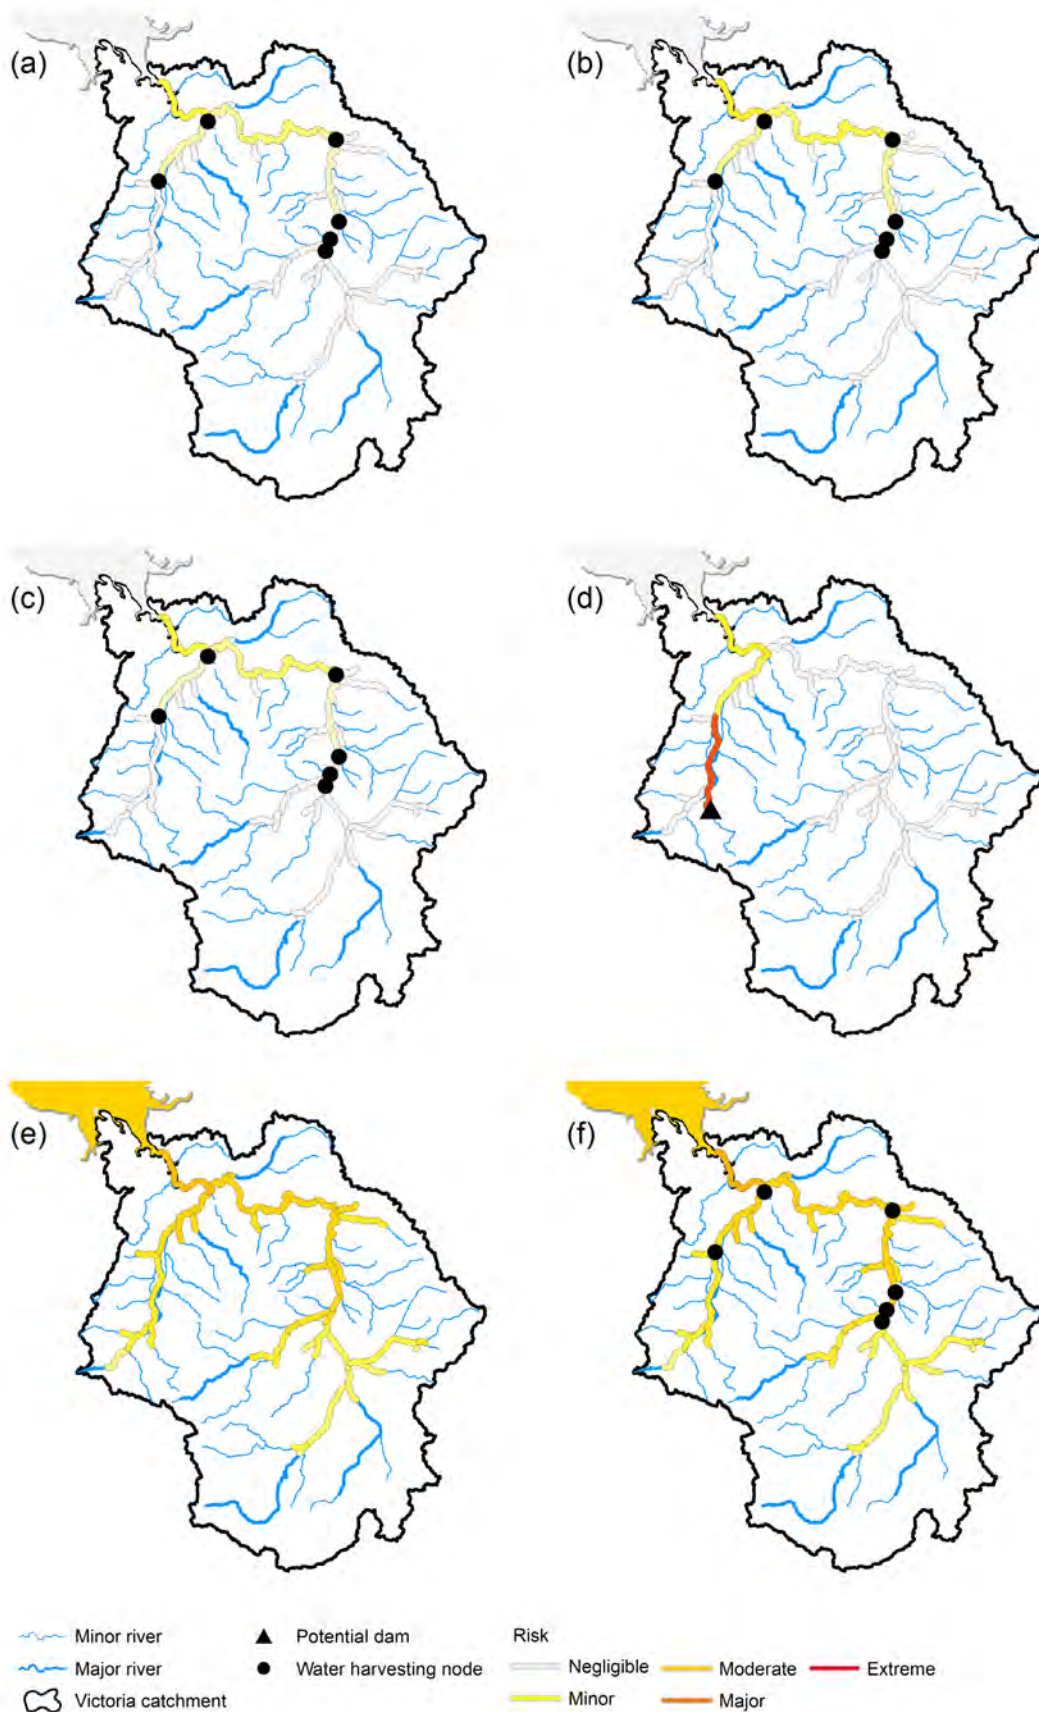 (a)
(b)
(c)
(d)
(e)
(f)
Minor river
Major river
Victoria catchment
Potential dam
Water harvesting node
Risk
Negligible
Minor
Moderate
Major
Extreme